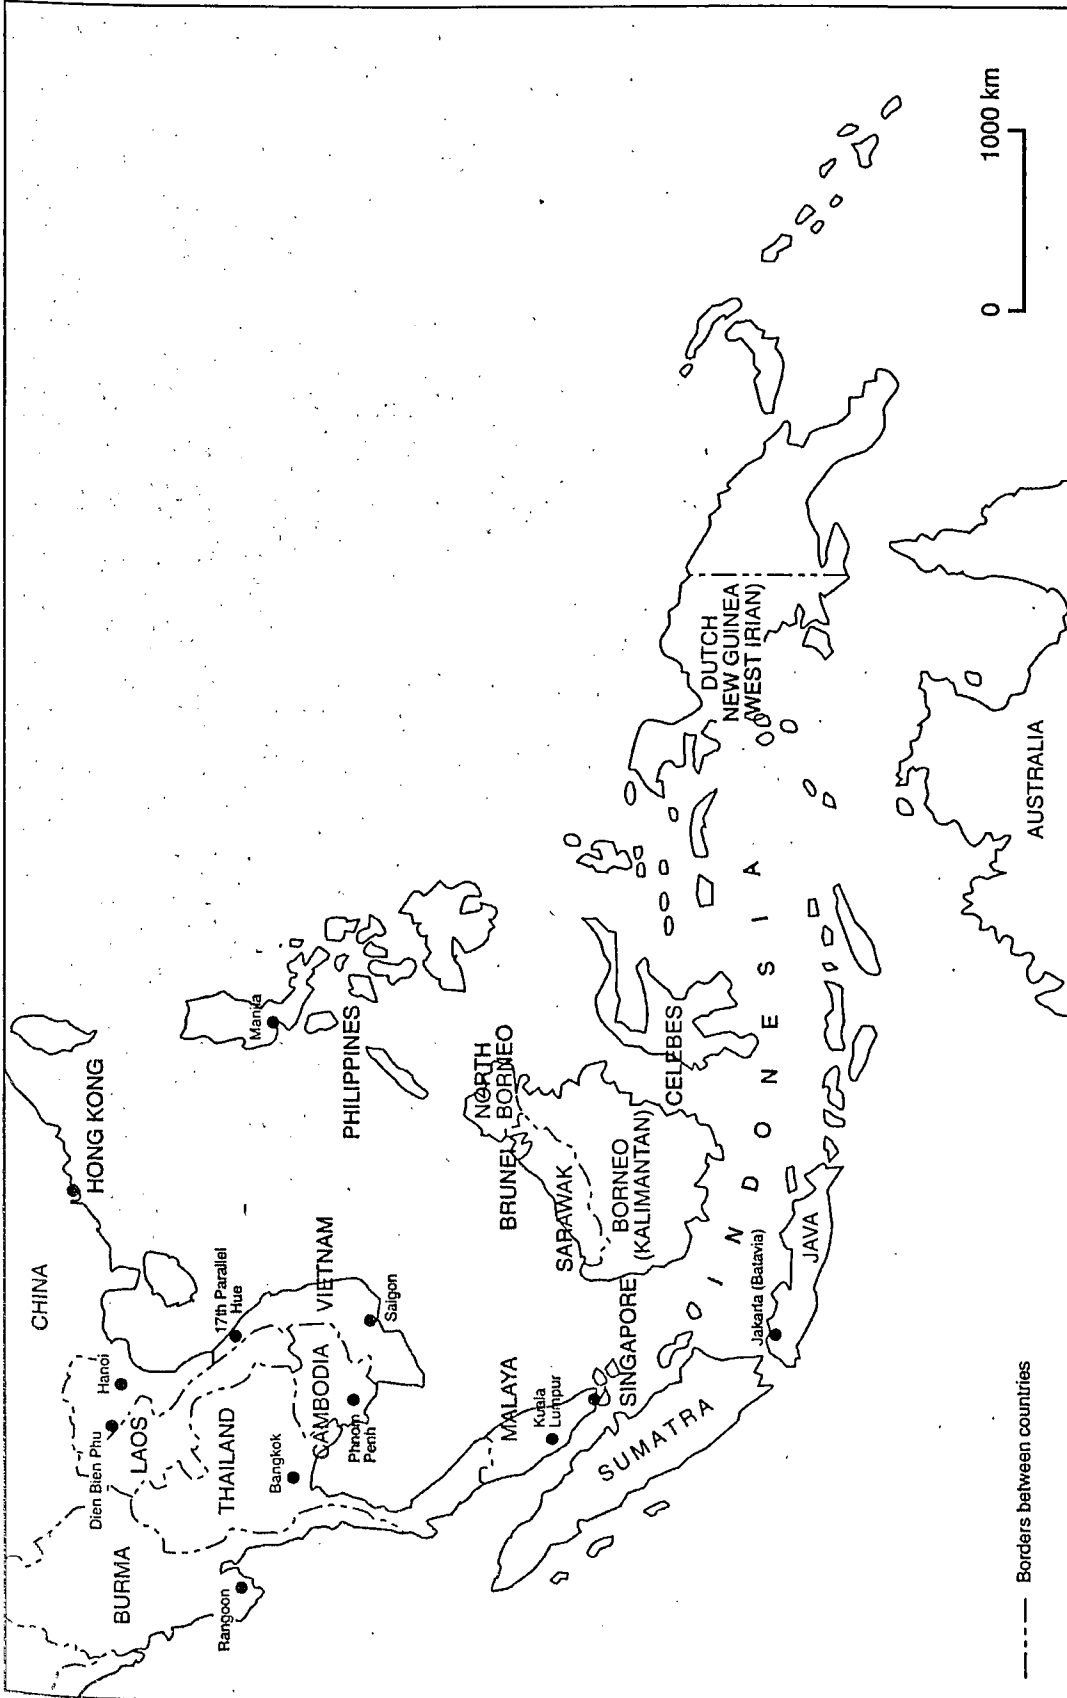 CHINA
HONG KONG
Hanoi
Dien Bien Phu
LAOS
BURMA
Rangoon
THAILAND
Bangkok
17th Parallel
Hue
VIETNAM
CAMBODIA
Phnom
Penh
Saigon
Manila
PHILIPPINES
MALAYA
Kuala
Lumpur
SINGAPORE
SUMATRA
BRUNEI
NORTH
BORNEO
SARAWAK
BORNEO
(KALIMANTAN)
CELEBES
INDONESIA
Jakarta (Batavia)
JAVA
DUTCH
NEW GUINEA
(WEST IRIAN)
AUSTRALIA
0 1000 km
Borders between countries